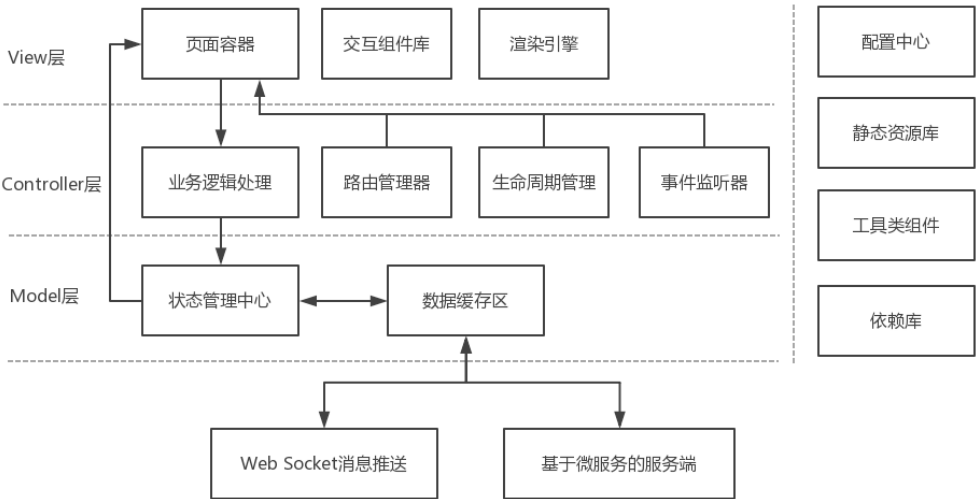 View层
页面容器
交互组件库
渲染引擎
Controller层
业务逻辑处理
路由管理器
生命周期管理
事件监听器
Model层
状态管理中心
数据缓存区
Web Socket消息推送
基于微服务的服务端
配置中心
静态资源库
工具类组件
依赖库